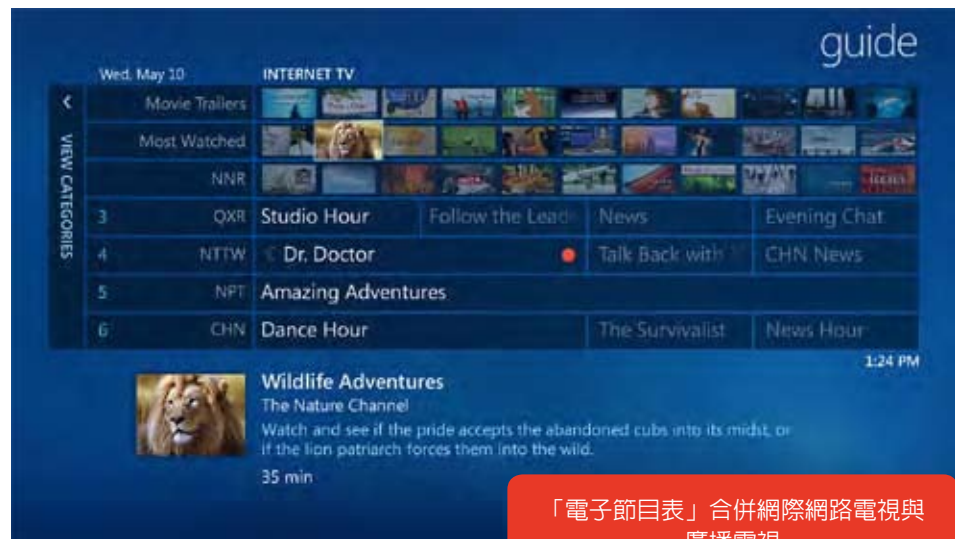 guide
Wed, May 10 INTERNET TV
Movie Trailers
Most Watched
NNR
VIEW CATEGORIES
3 QXR Studio Hour Follow the Lead News Evening Chat
4 NTTW Dr. Doctor Talk Back with CHN News
5 NPT Amazing Adventures
6 CHN Dance Hour The Survivalist News Hour
1:24 PM
Wildlife Adventures
The Nature Channel
Watch and see if the pride accepts the abandoned cubs into its midst, or
if the lion patriarch forces them into the wild.
35 min
「電子節目表」合併網際網路電視與
廣播電視